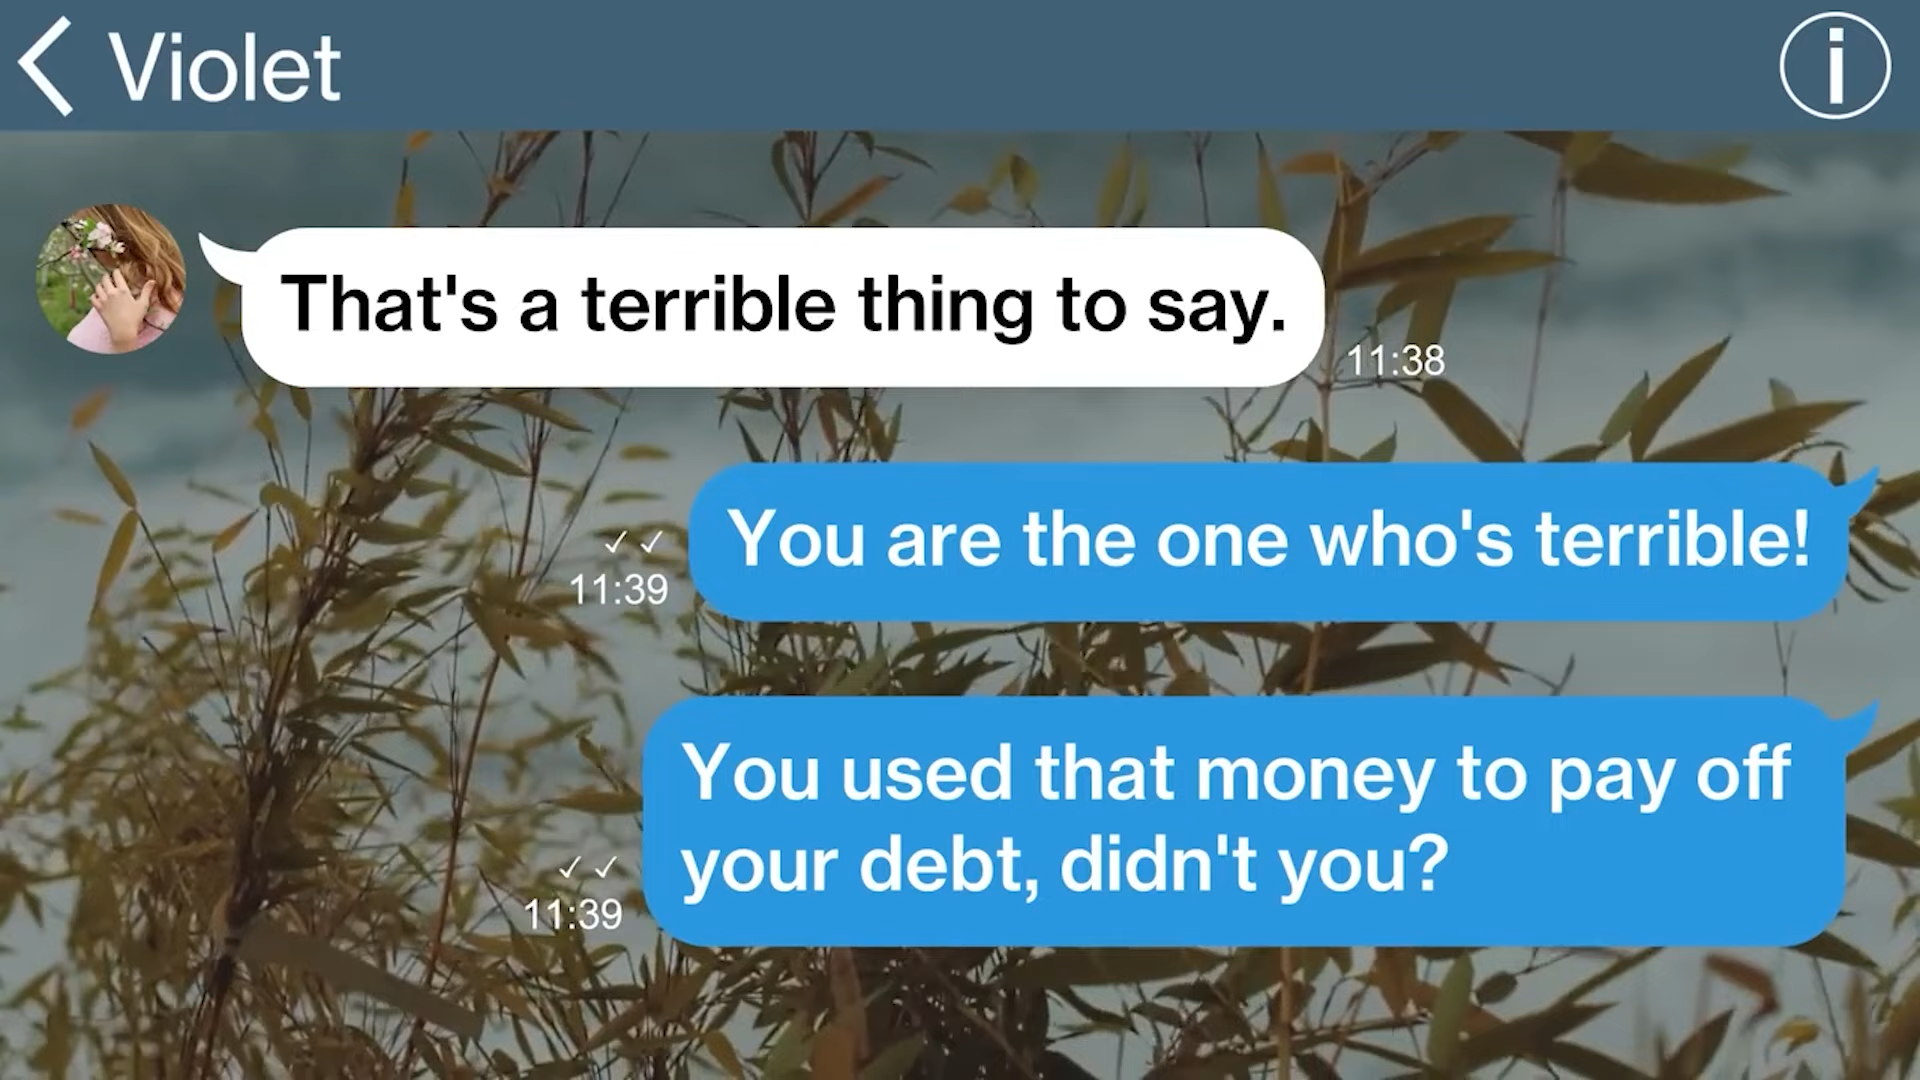 Violet
That's a terrible thing to say.
11:38
You are the one who's terrible!
11:39
You used that money to pay off
your debt, didn't you?
11:39